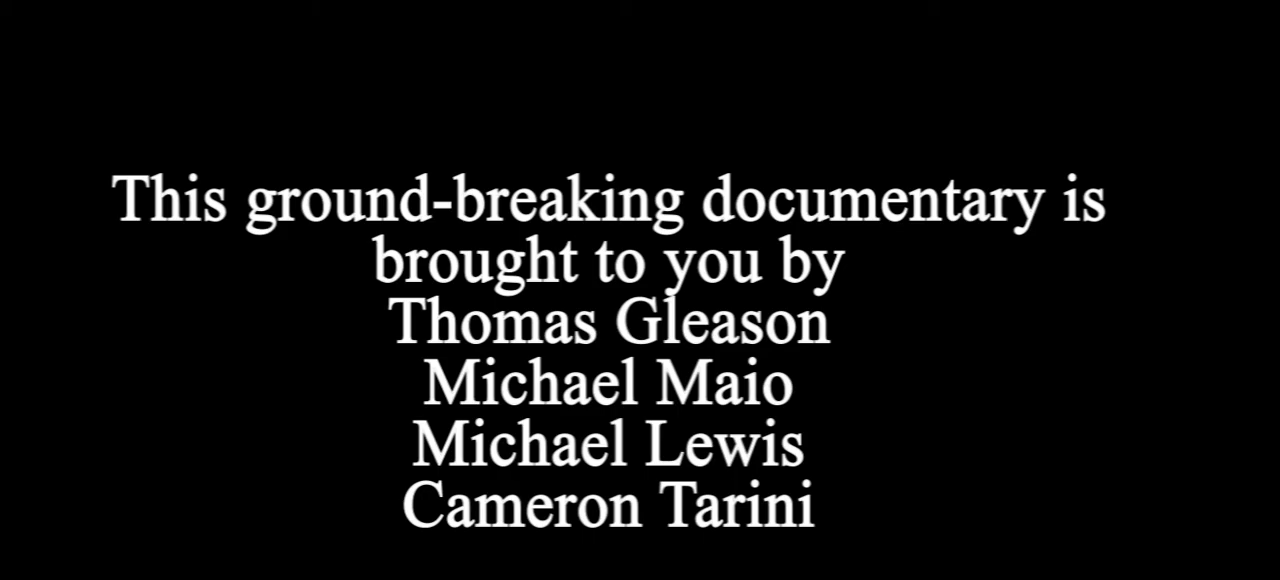 This ground-breaking documentary is
brought to you by
Thomas Gleason
Michael Maio
Michael Lewis
Cameron Tarini